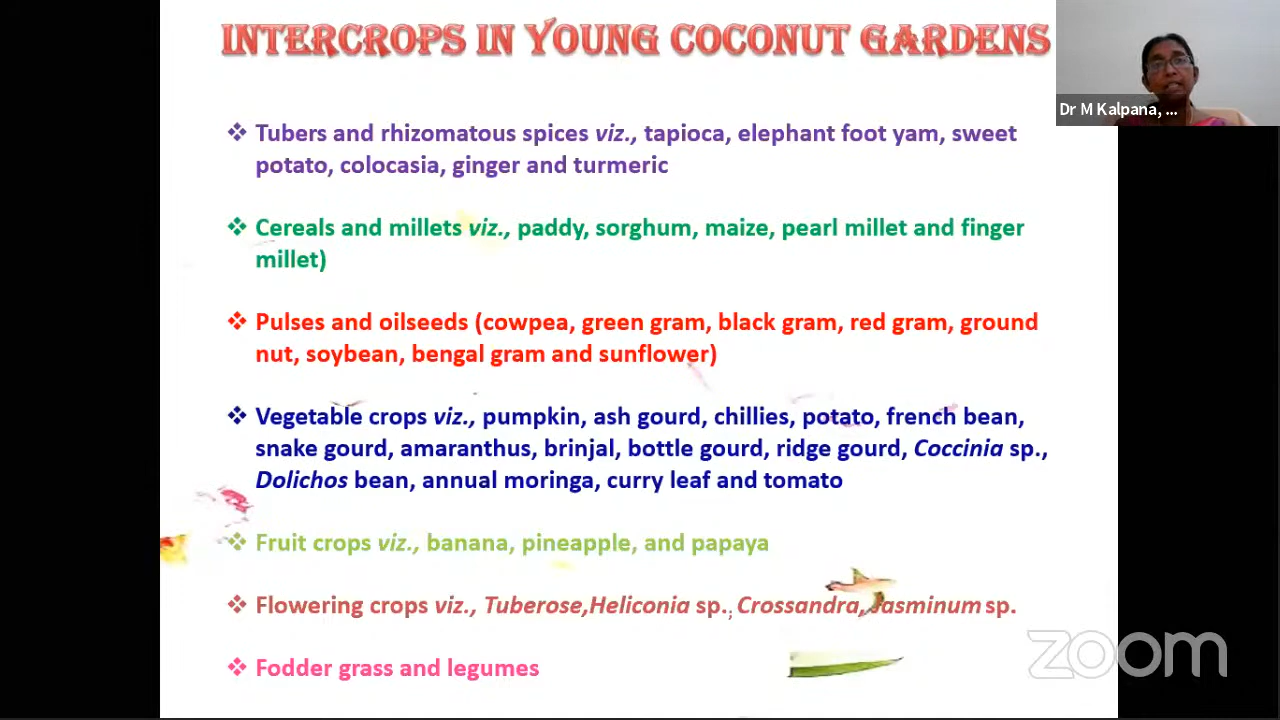 INTERCROPS IN YOUNG COCONUT GARDENS
Dr M Kalpana, ...
❖ Tubers and rhizomatous spices viz., tapioca, elephant foot yam, sweet
potato, colocasia, ginger and turmeric
❖ Cereals and millets viz., paddy, sorghum, maize, pearl millet and finger
millet)
❖ Pulses and oilseeds (cowpea, green gram, black gram, red gram, ground
nut, soybean, bengal gram and sunflower)
❖ Vegetable crops viz., pumpkin, ash gourd, chillies, potato, french bean,
snake gourd, amaranthus, brinjal, bottle gourd, ridge gourd, Coccinia sp.,
Dolichos bean, annual moringa, curry leaf and tomato
❖ Fruit crops viz., banana, pineapple, and papaya
❖ Flowering crops viz., Tuberose,Heliconia sp., Crossandra, Jasminum sp.
❖ Fodder grass and legumes
zoom